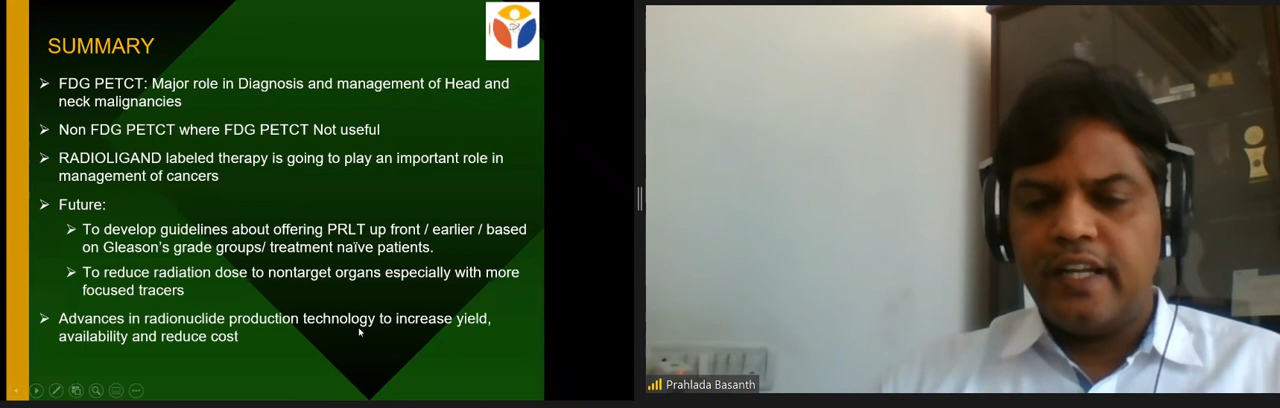 SUMMARY
➢ FDG PETCT: Major role in Diagnosis and management of Head and
neck malignancies
➢ Non FDG PETCT where FDG PETCT Not useful
➢ RADIOLIGAND labeled therapy is going to play an important role in
management of cancers
➢ Future:
➢ To develop guidelines about offering PRLT up front / earlier / based
on Gleason's grade groups/ treatment naïve patients.
➢ To reduce radiation dose to nontarget organs especially with more
focused tracers
➢ Advances in radionuclide production technology to increase yield,
availability and reduce cost
Prahlada Basanth